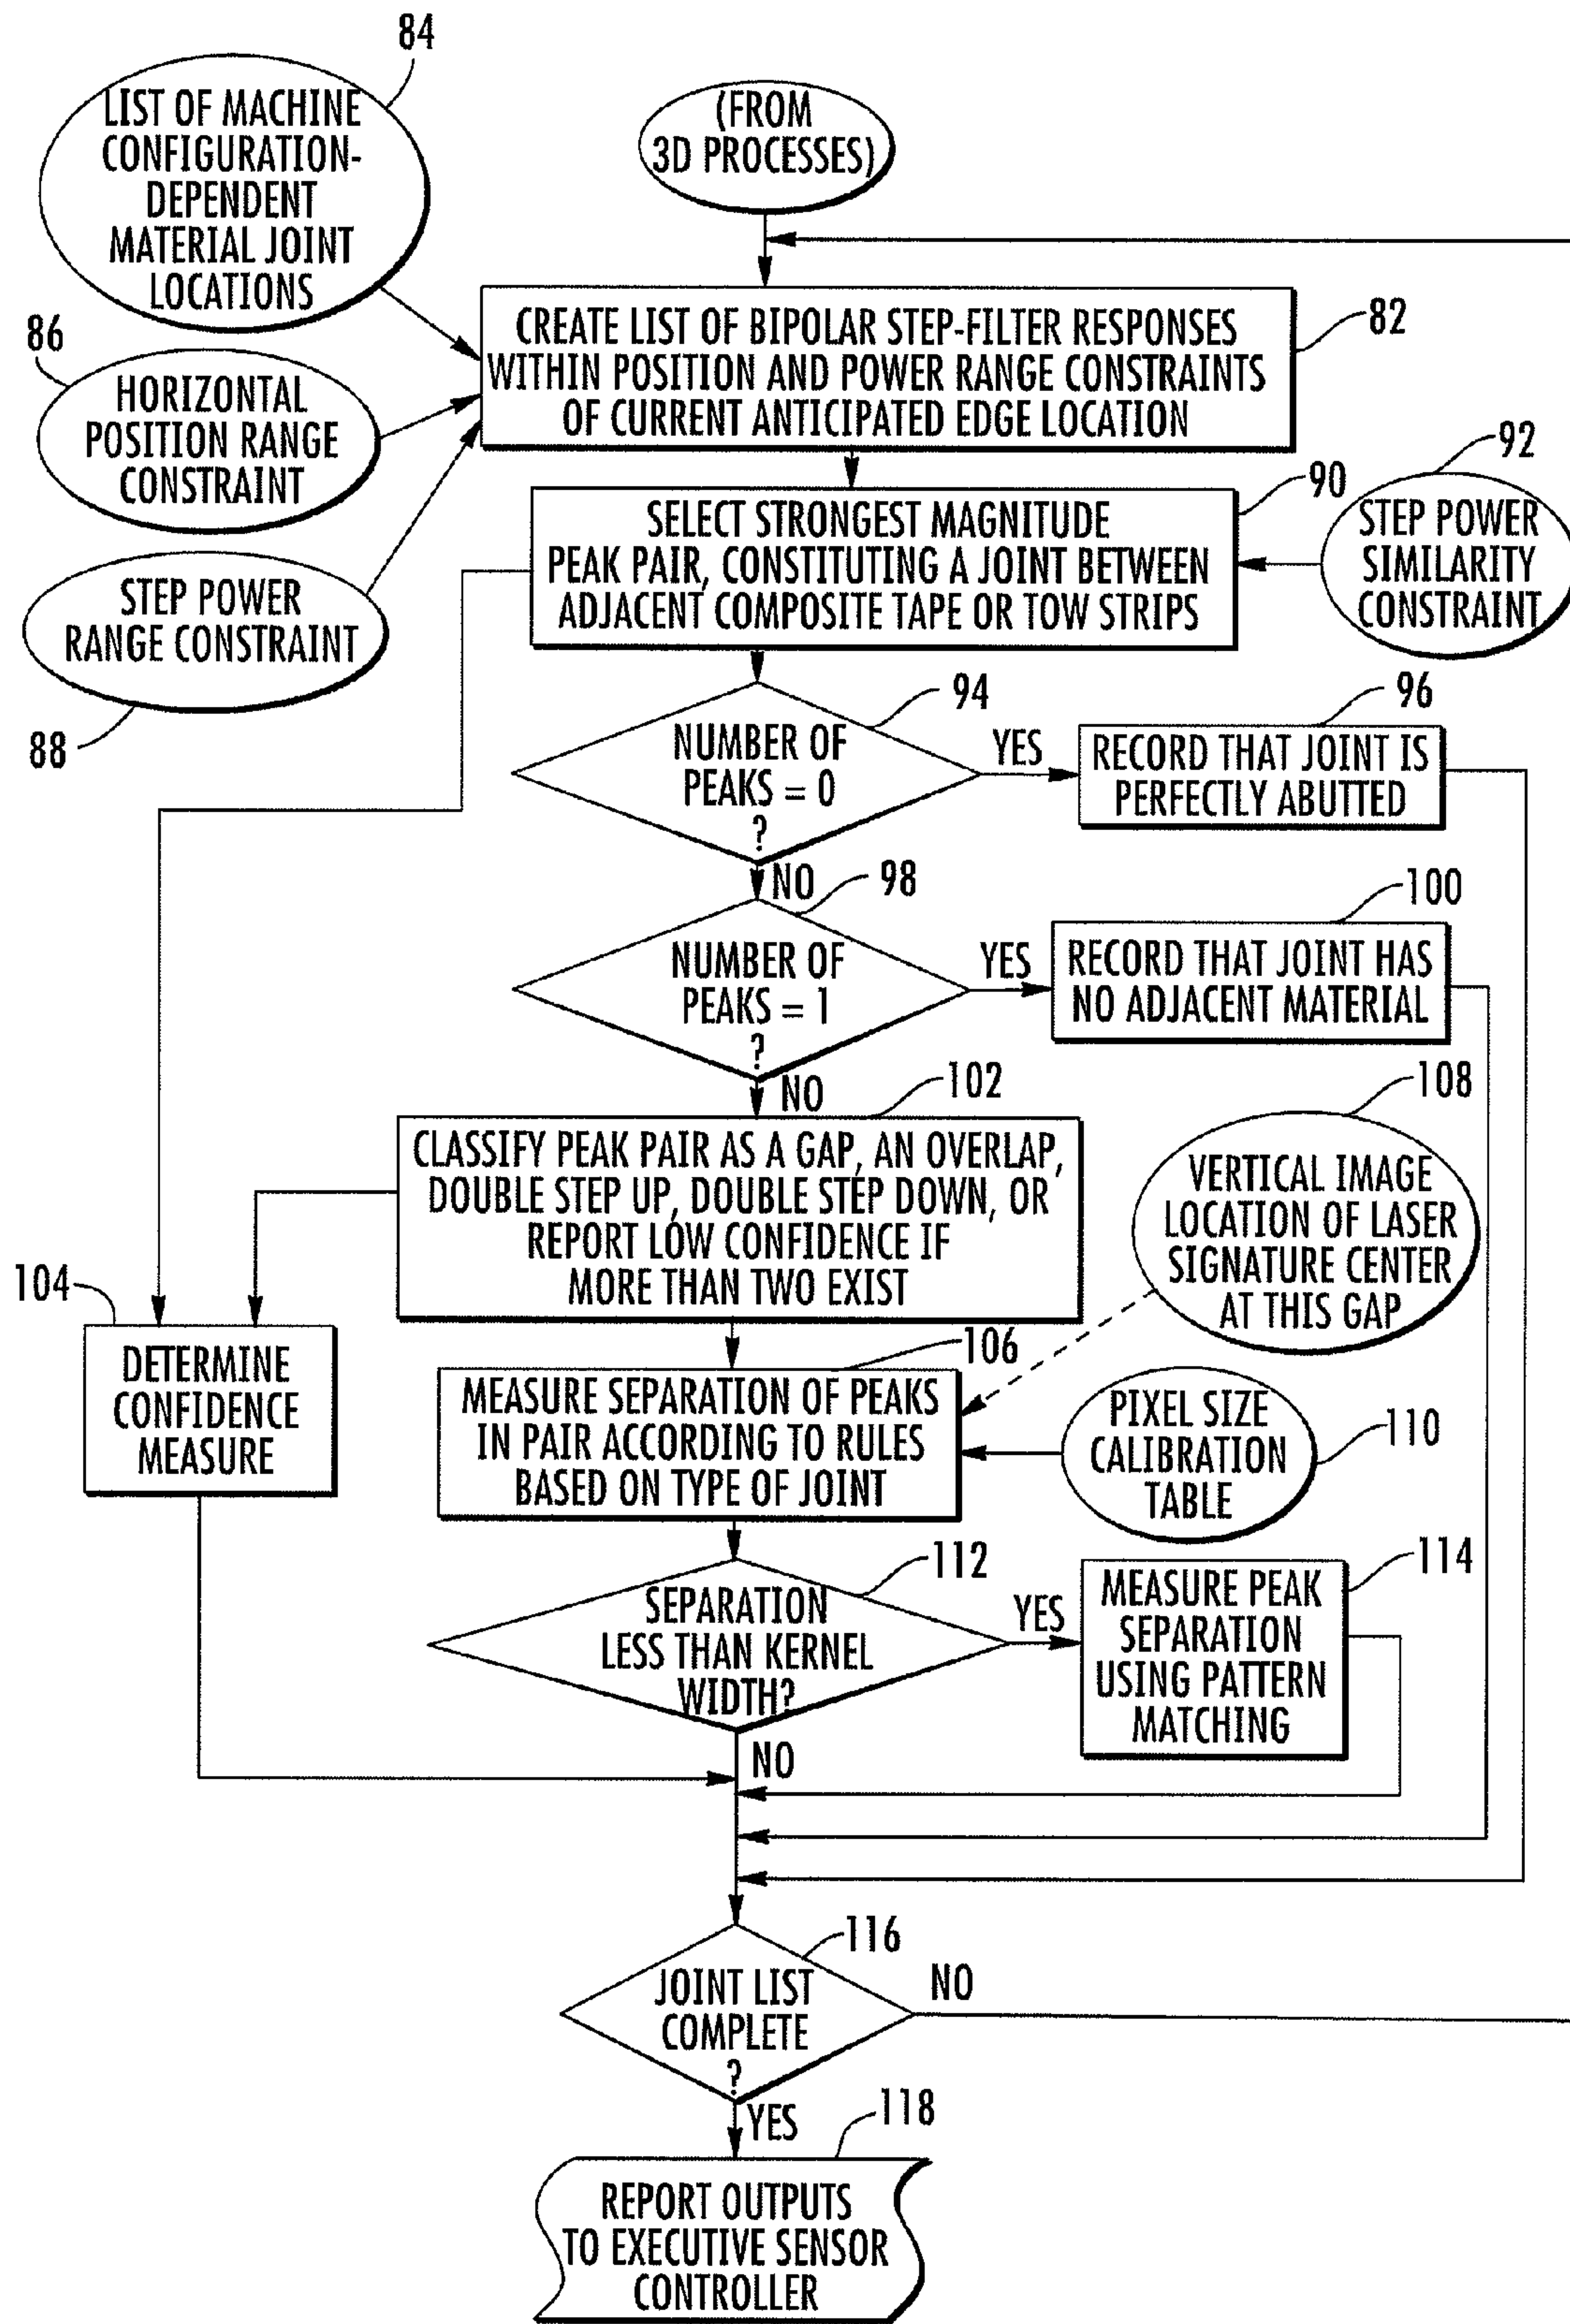 84
LIST OF MACHINE
CONFIGURATION-
DEPENDENT
MATERIAL JOINT
LOCATIONS
(FROM
3D PROCESSES)
86
HORIZONTAL
POSITION RANGE
CONSTRAINT
CREATE LIST OF BIPOLAR STEP-FILTER RESPONSES
WITHIN POSITION AND POWER RANGE CONSTRAINTS
OF CURRENT ANTICIPATED EDGE LOCATION
82
STEP POWER
RANGE CONSTRAINT
88
SELECT STRONGEST MAGNITUDE
PEAK PAIR, CONSTITUTING A JOINT BETWEEN
ADJACENT COMPOSITE TAPE OR TOW STRIPS
90
92
STEP POWER
SIMILARITY
CONSTRAINT
NUMBER OF
PEAKS = 0
?
94
YES
96
RECORD THAT JOINT IS
PERFECTLY ABUTTED
NO
98
NUMBER OF
PEAKS = 1
?
YES
100
RECORD THAT JOINT HAS
NO ADJACENT MATERIAL
NO
102
CLASSIFY PEAK PAIR AS A GAP, AN OVERLAP,
DOUBLE STEP UP, DOUBLE STEP DOWN, OR
REPORT LOW CONFIDENCE IF
MORE THAN TWO EXIST
108
VERTICAL IMAGE
LOCATION OF LASER
SIGNATURE CENTER
AT THIS GAP
104
DETERMINE
CONFIDENCE
MEASURE
106
MEASURE SEPARATION OF PEAKS
IN PAIR ACCORDING TO RULES
BASED ON TYPE OF JOINT
PIXEL SIZE
CALIBRATION
TABLE
110
112
SEPARATION
LESS THAN KERNEL
WIDTH?
YES
114
MEASURE PEAK
SEPARATION
USING PATTERN
MATCHING
NO
116
JOINT LIST
COMPLETE
?
NO
YES
118
REPORT OUTPUTS
TO EXECUTIVE SENSOR
CONTROLLER